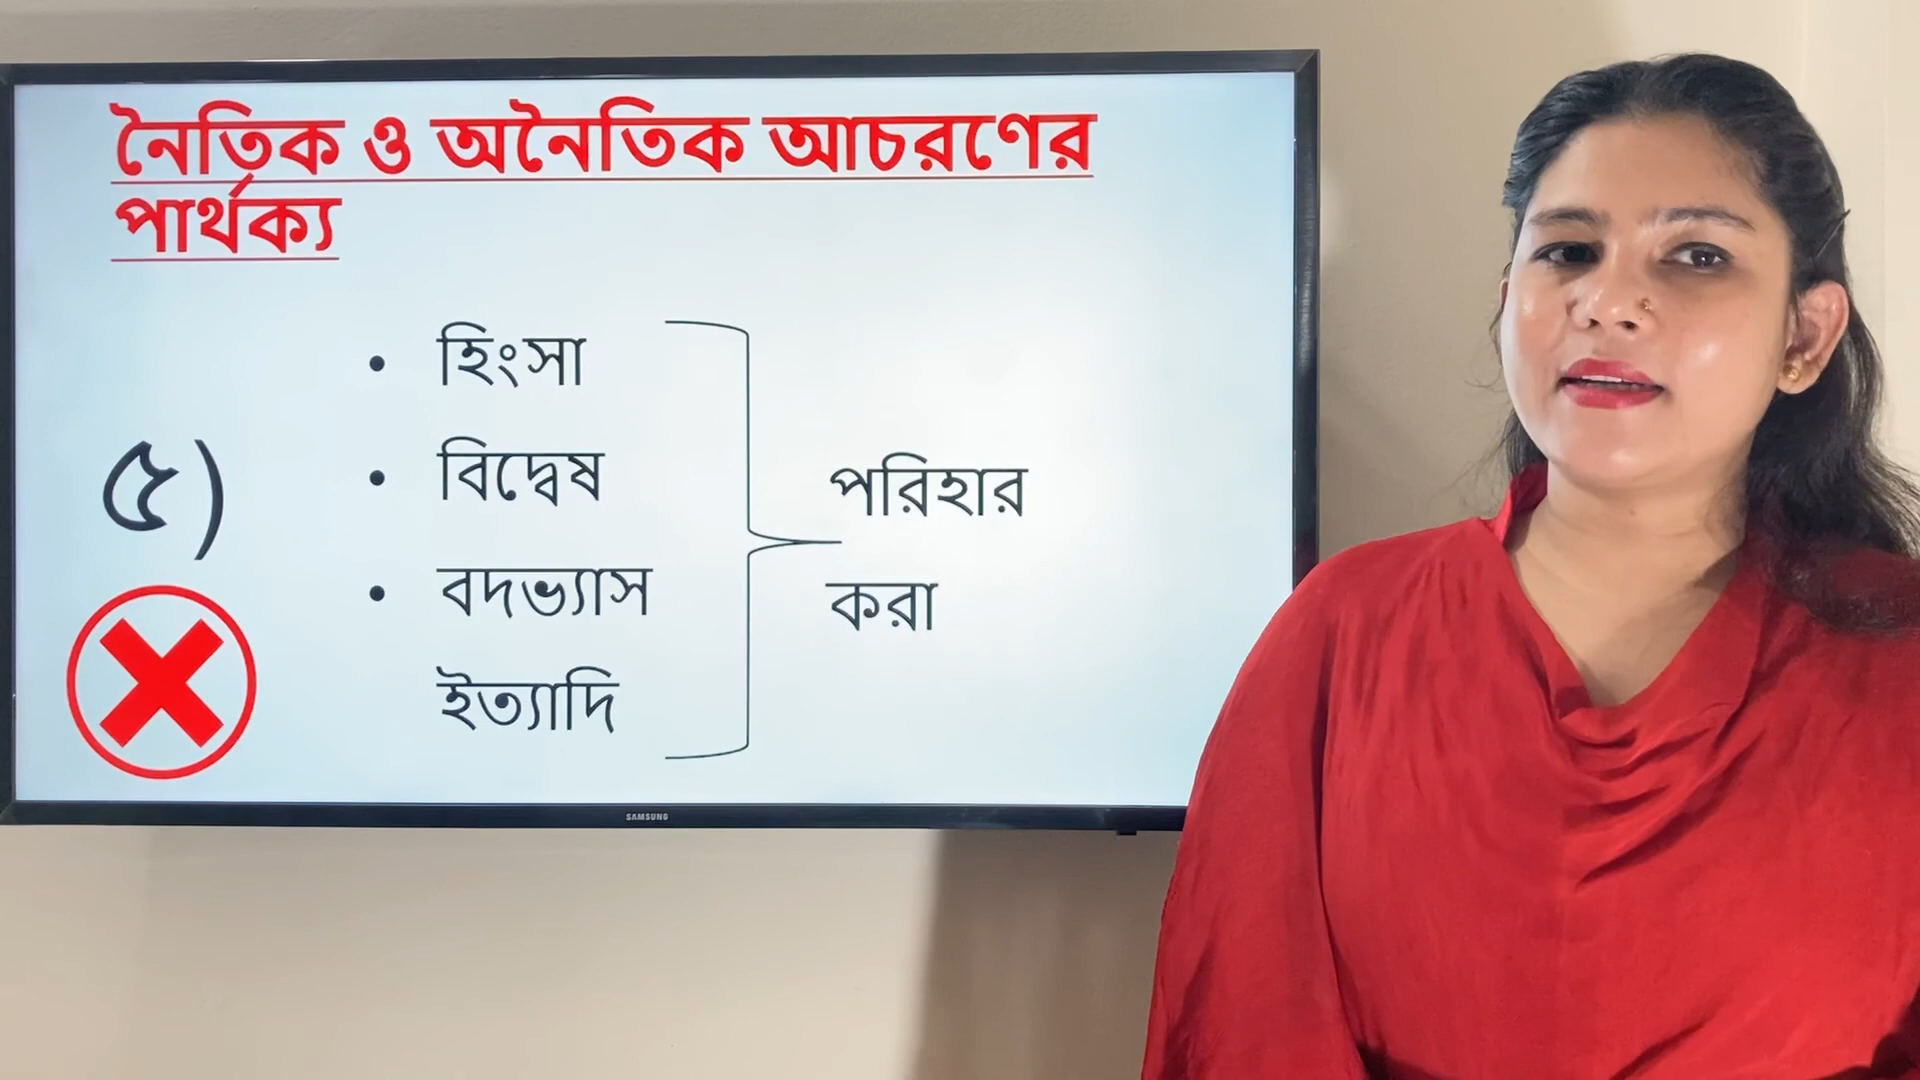 নৈতিক ও অনৈতিক আচরণের
পার্থক্য
৫)
• হিংসা
• বিদ্বেষ
• বদভ্যাস
ইত্যাদি
পরিহার
করা
SAMSUNG